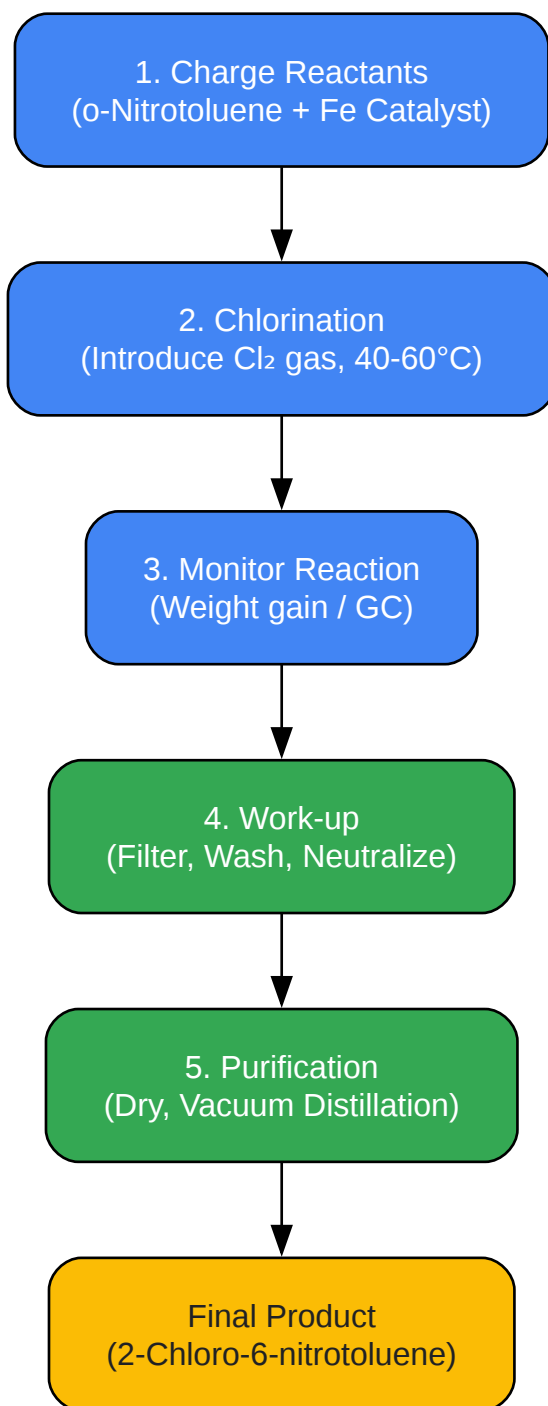 1. Charge Reactants
(o-Nitrotoluene + Fe Catalyst)
2. Chlorination
(Introduce Cl₂ gas, 40-60°C)
3. Monitor Reaction
(Weight gain / GC)
4. Work-up
(Filter, Wash, Neutralize)
5. Purification
(Dry, Vacuum Distillation)
Final Product
(2-Chloro-6-nitrotoluene)